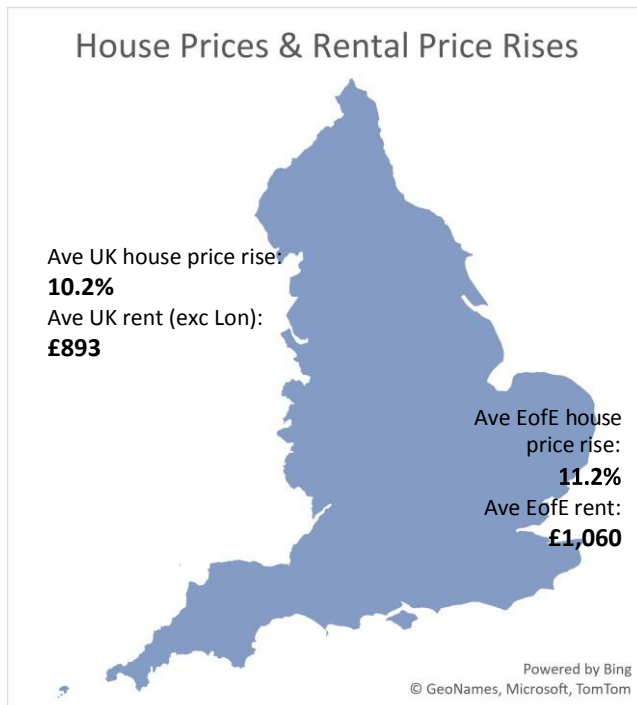 House Prices & Rental Price Rises
Ave UK house price rise:
10.2%
Ave UK rent (exc Lon):
£893
Ave EofE house
price rise:
11.2%
Ave EofE rent:
£1,060
Powered by Bing
© GeoNames, Microsoft, TomTom